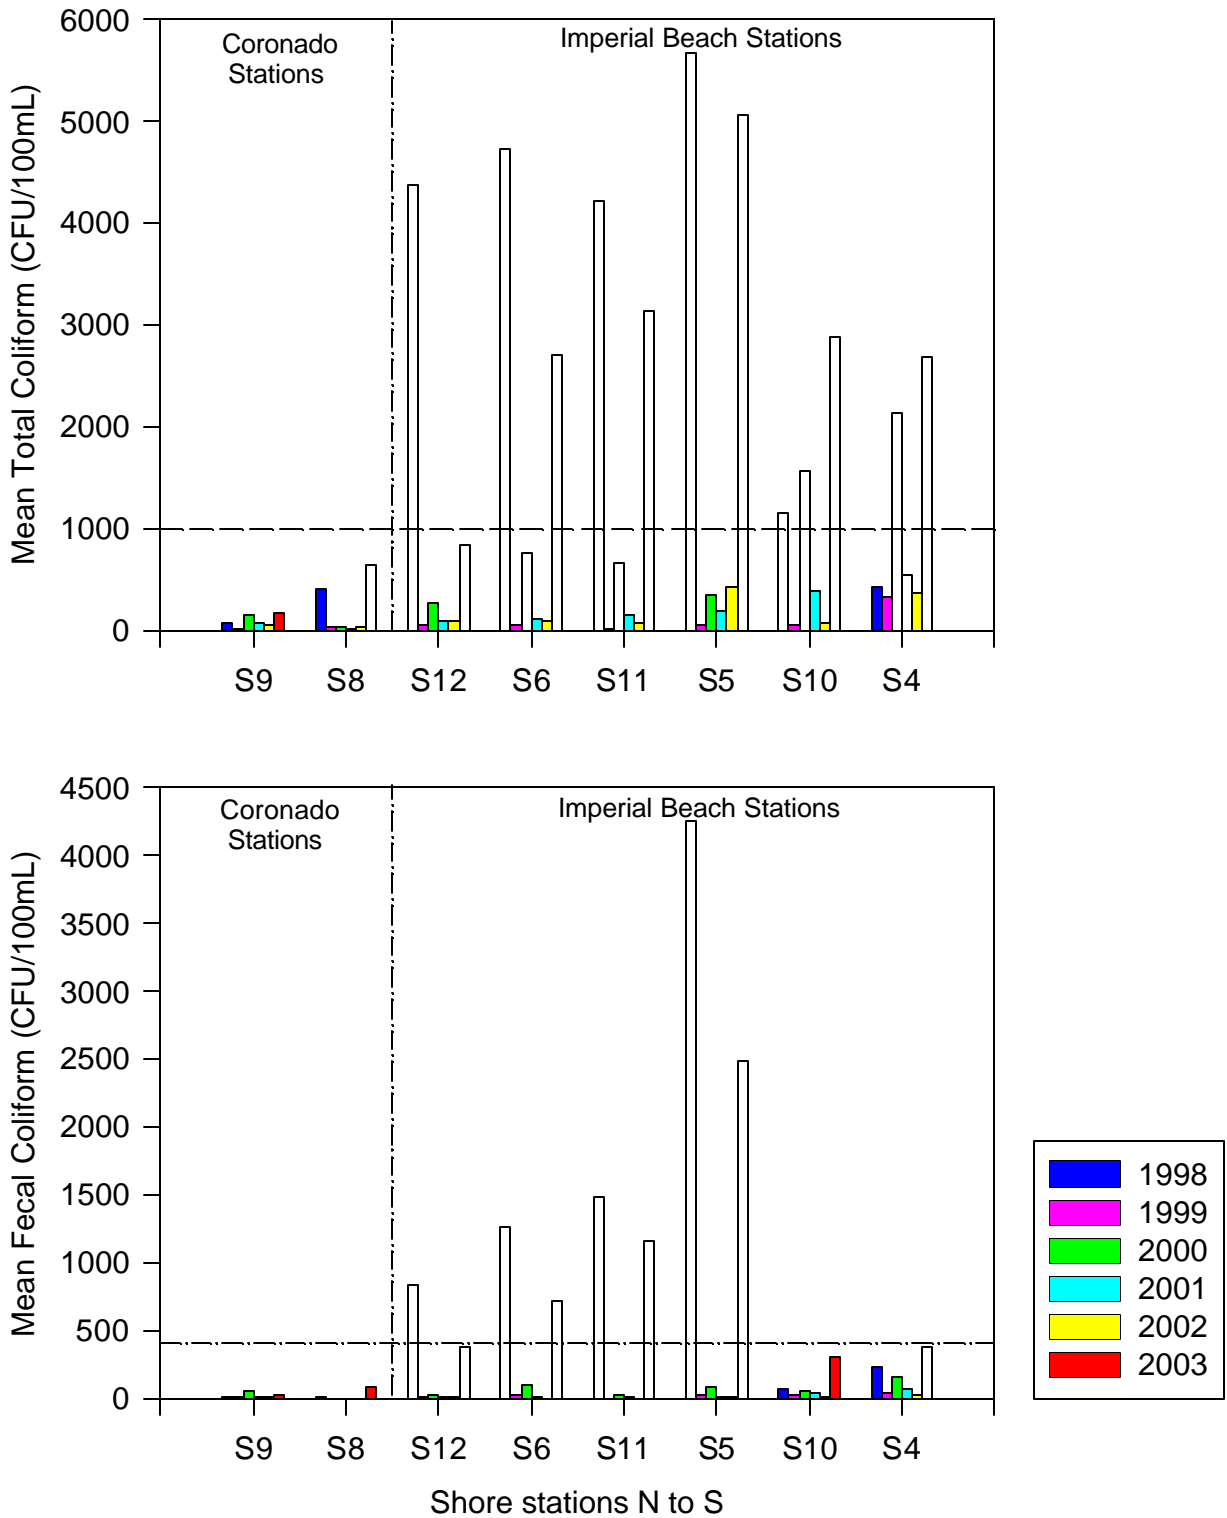 Mean Total Coliform (CFU/100mL)
6000
5000
4000
3000
2000
1000
0
Coronado
Stations
Imperial Beach Stations
S9 S8 S12 S6 S11 S5 S10 S4
Mean Fecal Coliform (CFU/100mL)
4500
4000
3500
3000
2500
2000
1500
1000
500
0
Coronado
Stations
Imperial Beach Stations
S9 S8 S12 S6 S11 S5 S10 S4
Shore stations N to S
1998
1999
2000
2001
2002
2003